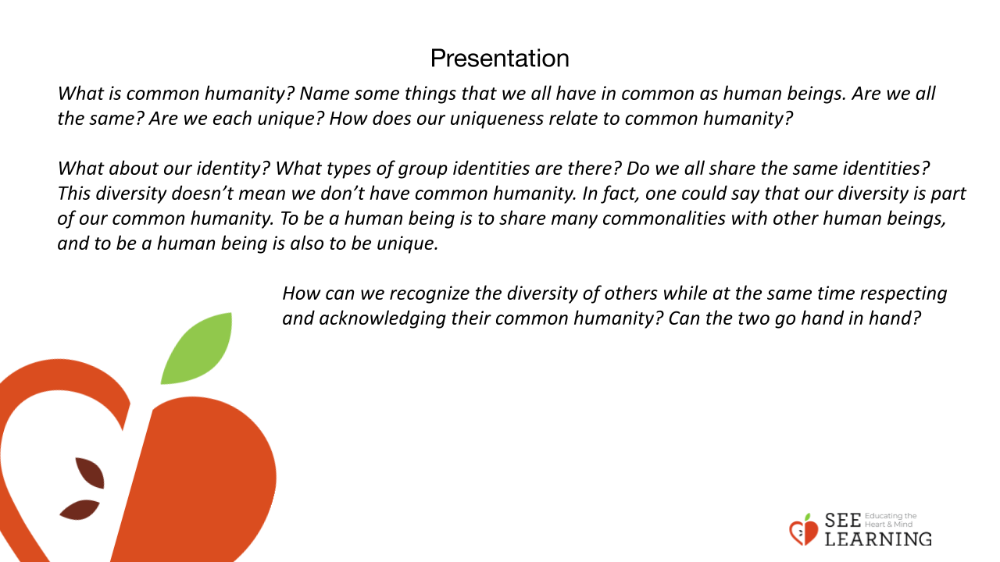 Presentation
What is common humanity? Name some things that we all have in common as human beings. Are we all
the same? Are we each unique? How does our uniqueness relate to common humanity?
What about our identity? What types of group identities are there? Do we all share the same identities?
This diversity doesn’t mean we don’t have common humanity. In fact, one could say that our diversity is part
of our common humanity. To be a human being is to share many commonalities with other human beings,
and to be a human being is also to be unique.
How can we recognize the diversity of others while at the same time respecting
and acknowledging their common humanity? Can the two go hand in hand?
SEE Educating the
Heart & Mind
LEARNING